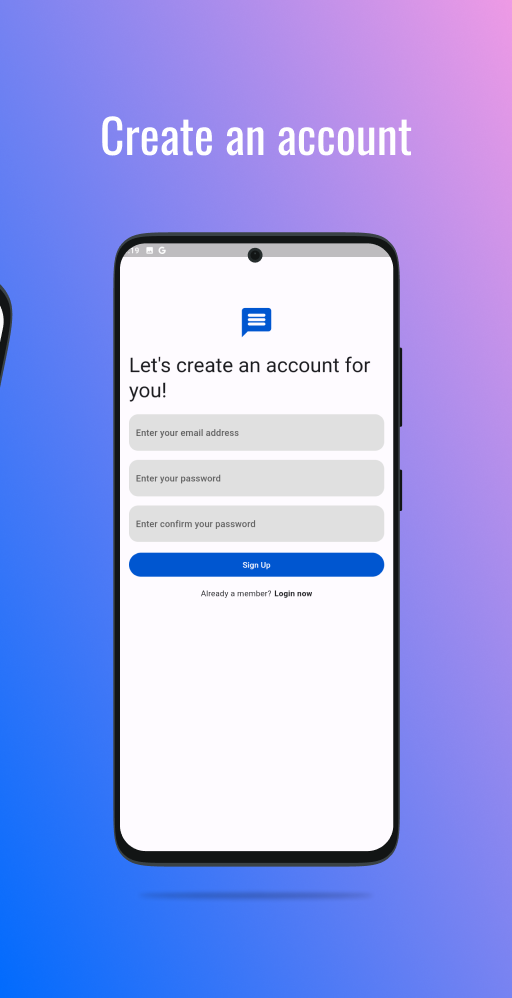 Create an account
19
Let's create an account for
you!
Enter your email address
Enter your password
Enter confirm your password
Sign Up
Already a member? Login now